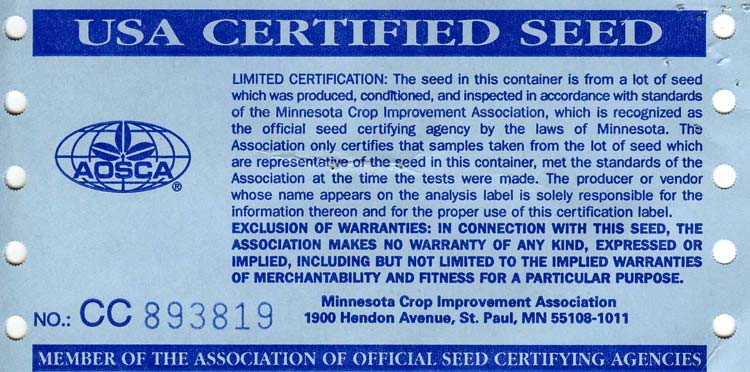 USA CERTIFIED SEED
LIMITED CERTIFICATION: The seed in this container is from a lot of seed
which was produced, conditioned, and inspected in accordance with standards
of the Minnesota Crop Improvement Association, which is recognized as
the official seed certifying agency by the laws of Minnesota. The
Association only certifies that samples taken from the lot of seed which
are representative of the seed in this container, met the standards of the
Association at the time the tests were made. The producer or vendor
whose name appears on the analysis label is solely responsible for the
information thereon and for the proper use of this certification label.
EXCLUSION OF WARRANTIES: IN CONNECTION WITH THIS SEED, THE
ASSOCIATION MAKES NO WARRANTY OF ANY KIND, EXPRESSED OR
IMPLIED, INCLUDING BUT NOT LIMITED TO THE IMPLIED WARRANTIES
OF MERCHANTABILITY AND FITNESS FOR A PARTICULAR PURPOSE.
AOSCA®
NO.: CC 893819
Minnesota Crop Improvement Association
1900 Hendon Avenue, St. Paul, MN 55108-1011
MEMBER OF THE ASSOCIATION OF OFFICIAL SEED CERTIFYING AGENCIES